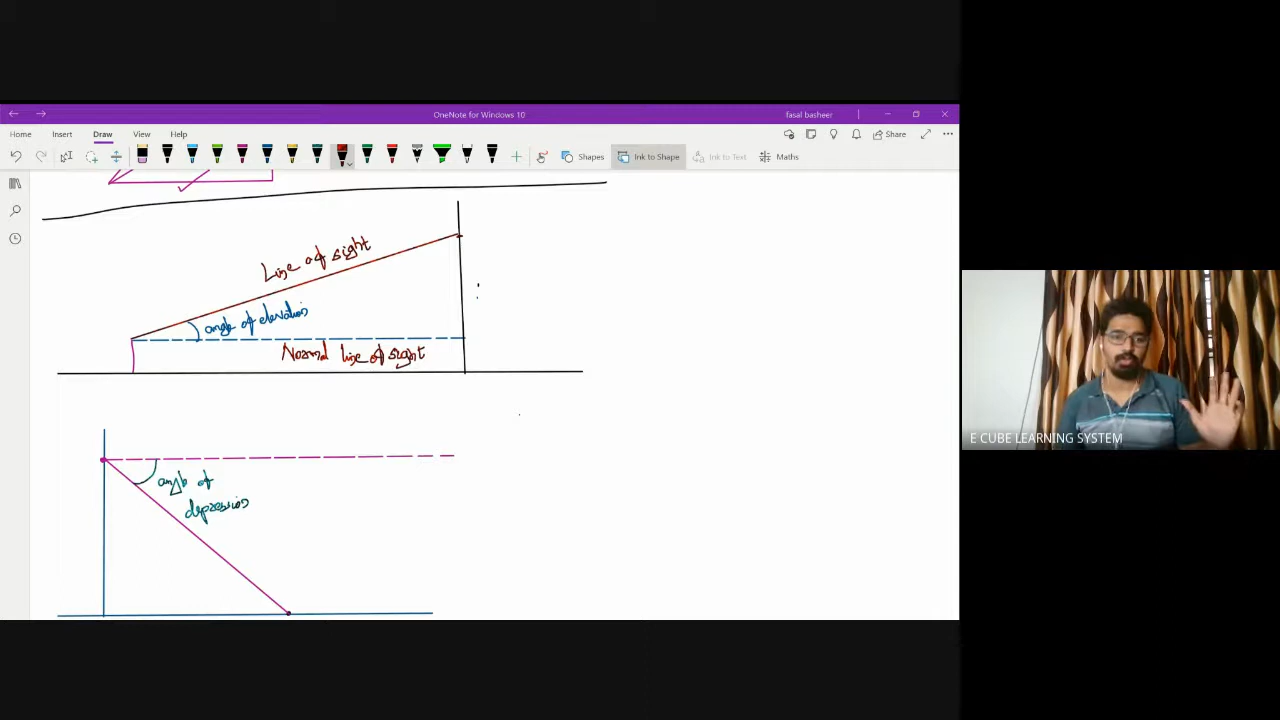 OneNote for Windows 10
fasal basheer
Home Insert Draw View Help
Share
Shapes Ink to Shape Ink to Text Maths
Line of sight
angle of elevation
Normal line of sight
angle of
depression
E CUBE LEARNING SYSTEM